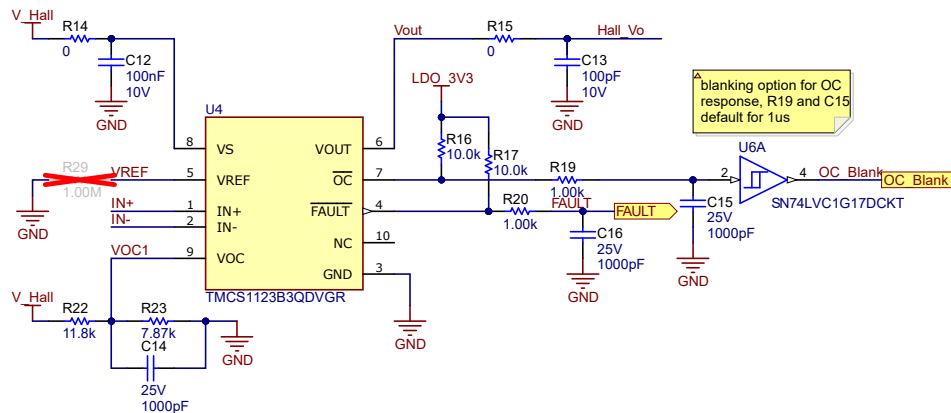 V_Hall
R14
0
C12
100nF
10V
GND
Vout
R15
0
Hall_Vo
C13
100pF
10V
GND
LDO_3V3
R16
10.0k
R17
10.0k
blanking option for OC
response, R19 and C15
default for 1us
U4
8
VS
VOUT
6
R29
1.00M
VREF
5
VREF
OC
7
R19
1.00k
GND
IN+
1
IN+
IN-
2
IN-
FAULT
4
R20
1.00k
FAULT
FAULT
C16
25V
1000pF
GND
C15
25V
1000pF
GND
U6A
2
4
OC_Blank
OC_Blank
SN74LVC1G17DCKT
NC
10
VOC1
9
VOC
GND
3
GND
TMCS1123B3QDVGR
V_Hall
R22
11.8k
R23
7.87k
C14
25V
1000pF
GND